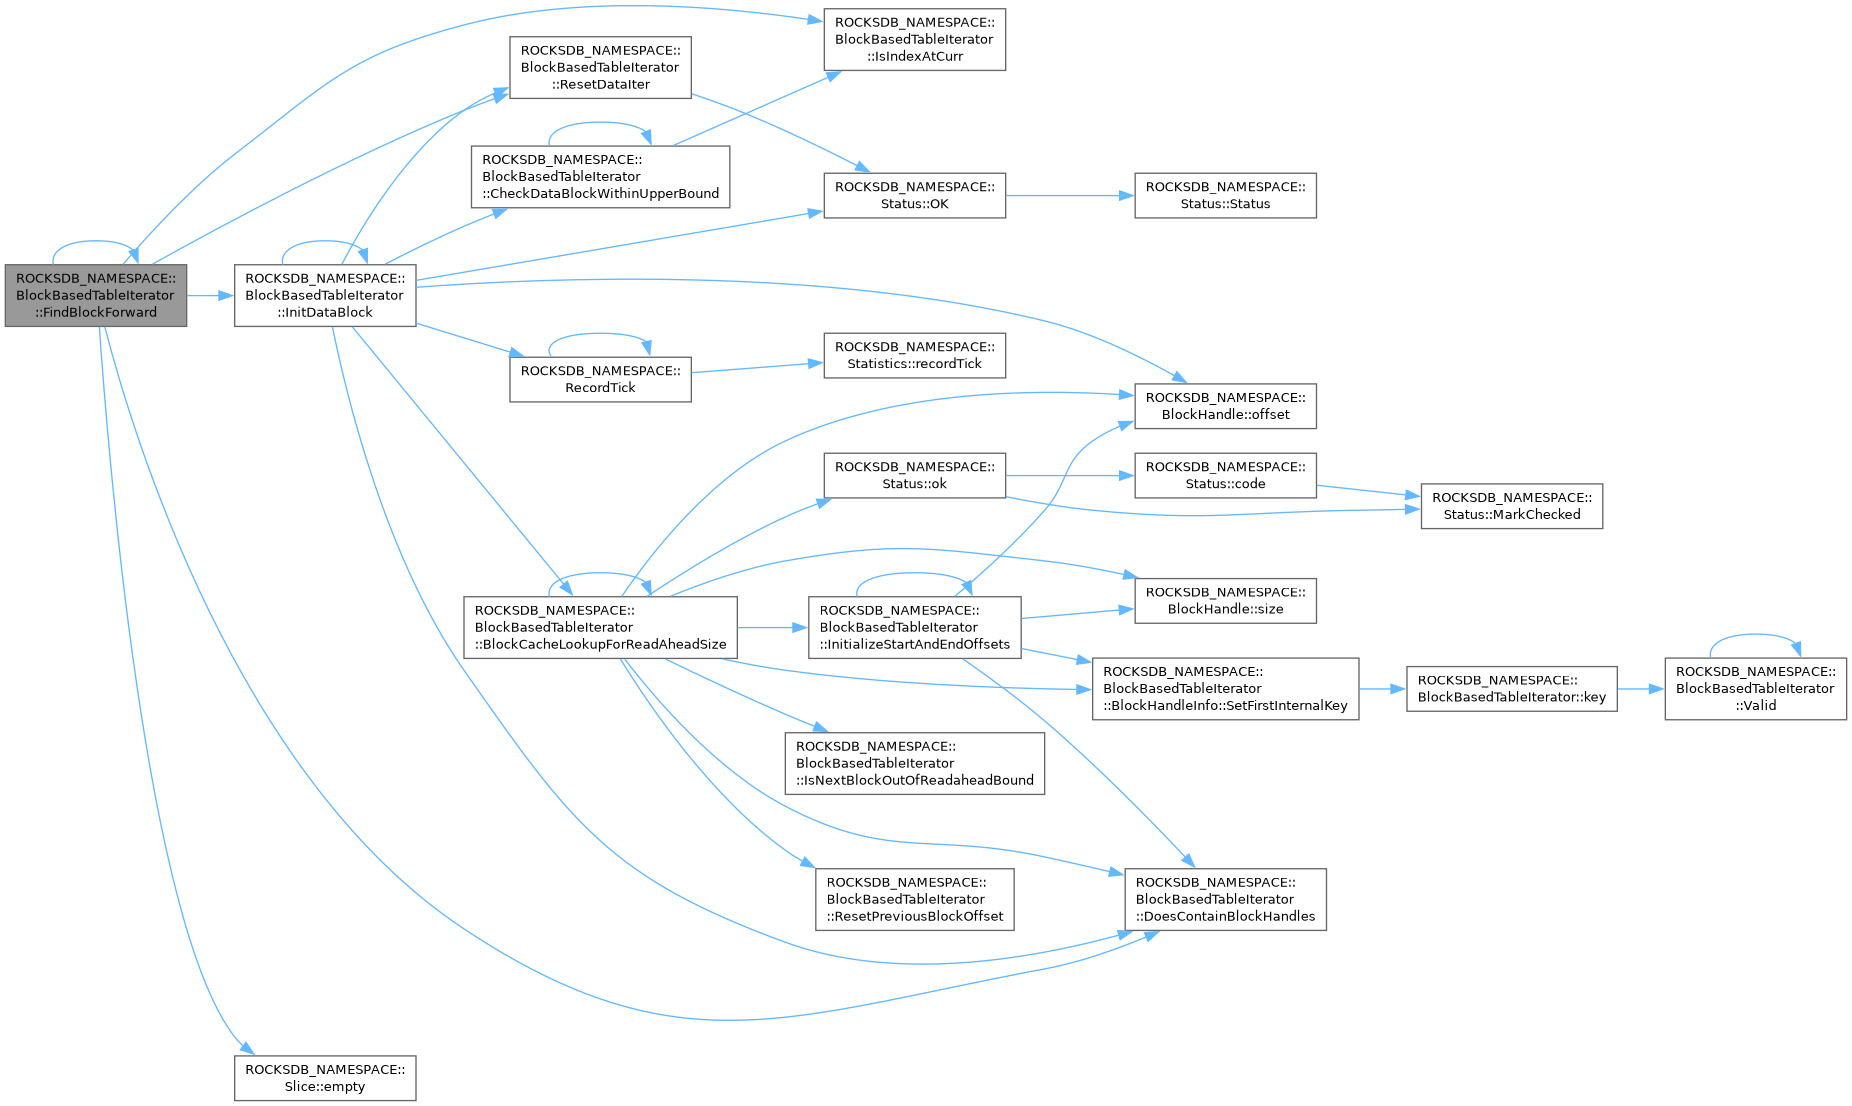 ROCKSDB_NAMESPACE::
BlockBasedTableIterator
::FindBlockForward
ROCKSDB_NAMESPACE::
BlockBasedTableIterator
::InitDataBlock
ROCKSDB_NAMESPACE::
Slice::empty
ROCKSDB_NAMESPACE::
BlockBasedTableIterator
::ResetDataIter
ROCKSDB_NAMESPACE::
BlockBasedTableIterator
::CheckDataBlockWithinUpperBound
ROCKSDB_NAMESPACE::
RecordTick
ROCKSDB_NAMESPACE::
BlockBasedTableIterator
::BlockCacheLookupForReadAheadSize
ROCKSDB_NAMESPACE::
BlockBasedTableIterator
::IsIndexAtCurr
ROCKSDB_NAMESPACE::
Status::OK
ROCKSDB_NAMESPACE::
Statistics::recordTick
ROCKSDB_NAMESPACE::
Status::ok
ROCKSDB_NAMESPACE::
BlockBasedTableIterator
::InitializeStartAndEndOffsets
ROCKSDB_NAMESPACE::
BlockBasedTableIterator
::IsNextBlockOutOfReadaheadBound
ROCKSDB_NAMESPACE::
BlockBasedTableIterator
::ResetPreviousBlockOffset
ROCKSDB_NAMESPACE::
Status::Status
ROCKSDB_NAMESPACE::
BlockHandle::offset
ROCKSDB_NAMESPACE::
Status::code
ROCKSDB_NAMESPACE::
BlockHandle::size
ROCKSDB_NAMESPACE::
BlockBasedTableIterator
::BlockHandleInfo::SetFirstInternalKey
ROCKSDB_NAMESPACE::
BlockBasedTableIterator
::DoesContainBlockHandles
ROCKSDB_NAMESPACE::
Status::MarkChecked
ROCKSDB_NAMESPACE::
BlockBasedTableIterator::key
ROCKSDB_NAMESPACE::
BlockBasedTableIterator
::Valid